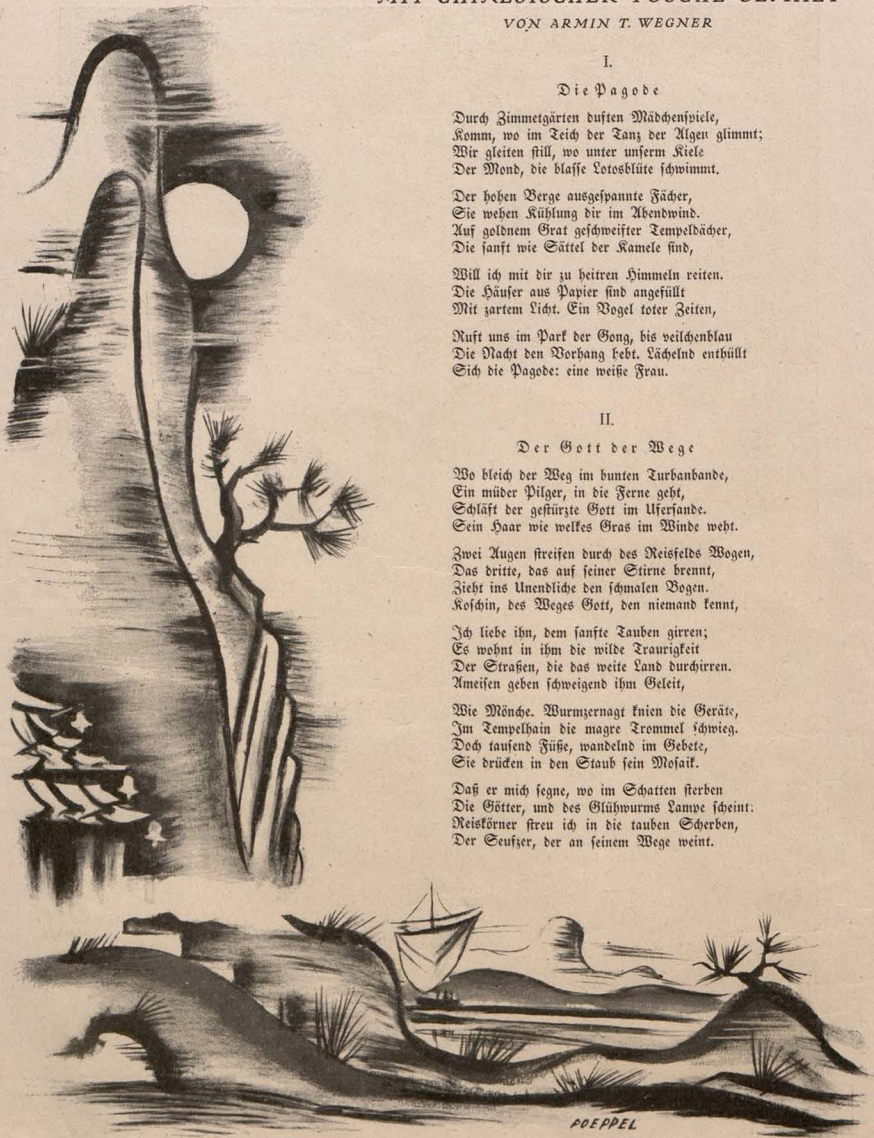 MIT CHINESISCHER TUSCHE
VON ARMIN T. WEGNER
I.
Die Pagode
Durch Zimmetgärten duften Mädchenspiele,
Komm, wo im Teich der Tanz der Algen glimmt;
Wir gleiten still, wo unter unserm Kiele
Der Mond, die blasse Lotosblüte schwimmt.
Der hohen Berge ausgespannte Fächer,
Sie wehen Kühlung dir im Abendwind.
Auf goldnem Grat geschweifter Tempeldächer,
Die sanft wie Sättel der Kamele sind,
Will ich mit dir zu heitren Himmeln reiten.
Die Häuser aus Papier sind angefüllt
Mit zartem Licht. Ein Vogel toter Zeiten,
Ruft uns im Park der Gong, bis veilchenblau
Die Nacht den Vorhang hebt. Lächelnd enthüllt
Sich die Pagode: eine weiße Frau.
II.
Der Gott der Wege
Wo bleich der Weg im bunten Turbanbande,
Ein müder Pilger, in die Ferne geht,
Schläft der gestürzte Gott im Ufersande.
Sein Haar wie welkes Gras im Winde weht.
Zwei Augen streifen durch des Reisfelds Wogen,
Das dritte, das auf seiner Stirne brennt,
Zieht ins Unendliche den schmalen Bogen.
Koschin, des Weges Gott, den niemand kennt,
Ich liebe ihn, dem sanfte Tauben girren;
Es wohnt in ihm die wilde Traurigkeit
Der Straßen, die das weite Land durchirren.
Ameisen geben schweigend ihm Geleit,
Wie Mönche. Wurmzernagt knien die Geräte,
Im Tempelhain die magre Trommel schwieg.
Doch tausend Füße, wandelnd im Gebete,
Sie drücken in den Staub sein Mosaik.
Daß er mich segne, wo im Schatten sterben
Die Götter, und des Glühwurms Lampe scheint:
Reiskörner streu ich in die tauben Scherben,
Der Seufzer, der an seinem Wege weint.
POEPPEL